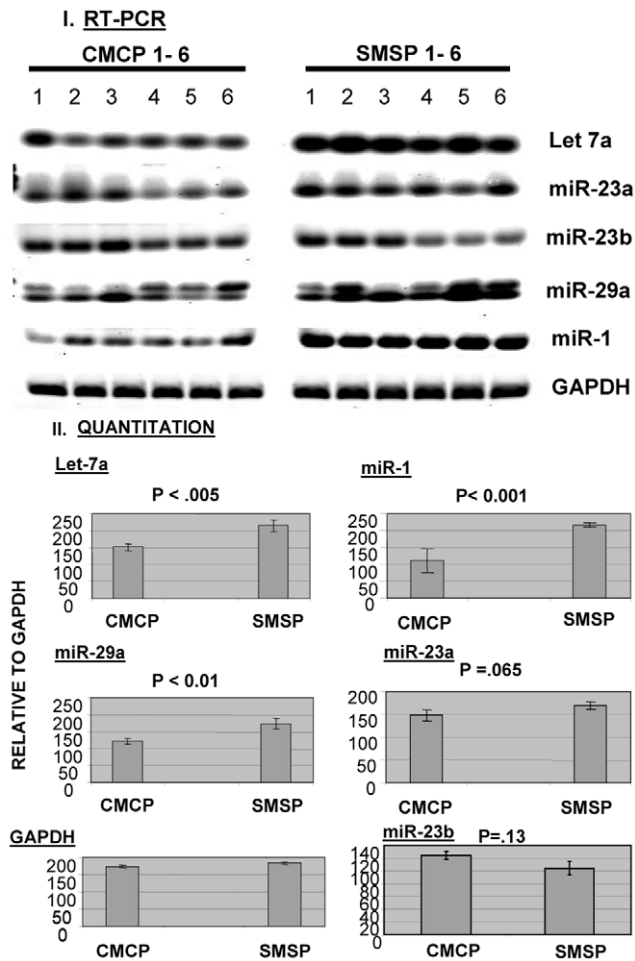 I. RT-PCR
CMCP 1- 6 SMSP 1- 6
1 2 3 4 5 6 1 2 3 4 5 6
Let 7a
miR-23a
miR-23b
miR-29a
miR-1
GAPDH
II. QUANTITATION
RELATIVE TO GAPDH
Let-7a
P < .005
250
200
150
100
50
0
CMCP SMSP
miR-1
P< 0.001
250
200
150
100
50
0
CMCP SMSP
miR-29a
P < 0.01
250
200
150
100
50
0
CMCP SMSP
miR-23a
P =.065
200
150
100
50
0
CMCP SMSP
GAPDH
200
150
100
50
0
CMCP SMSP
miR-23b P=.13
140
120
100
80
60
40
20
0
CMCP SMSP